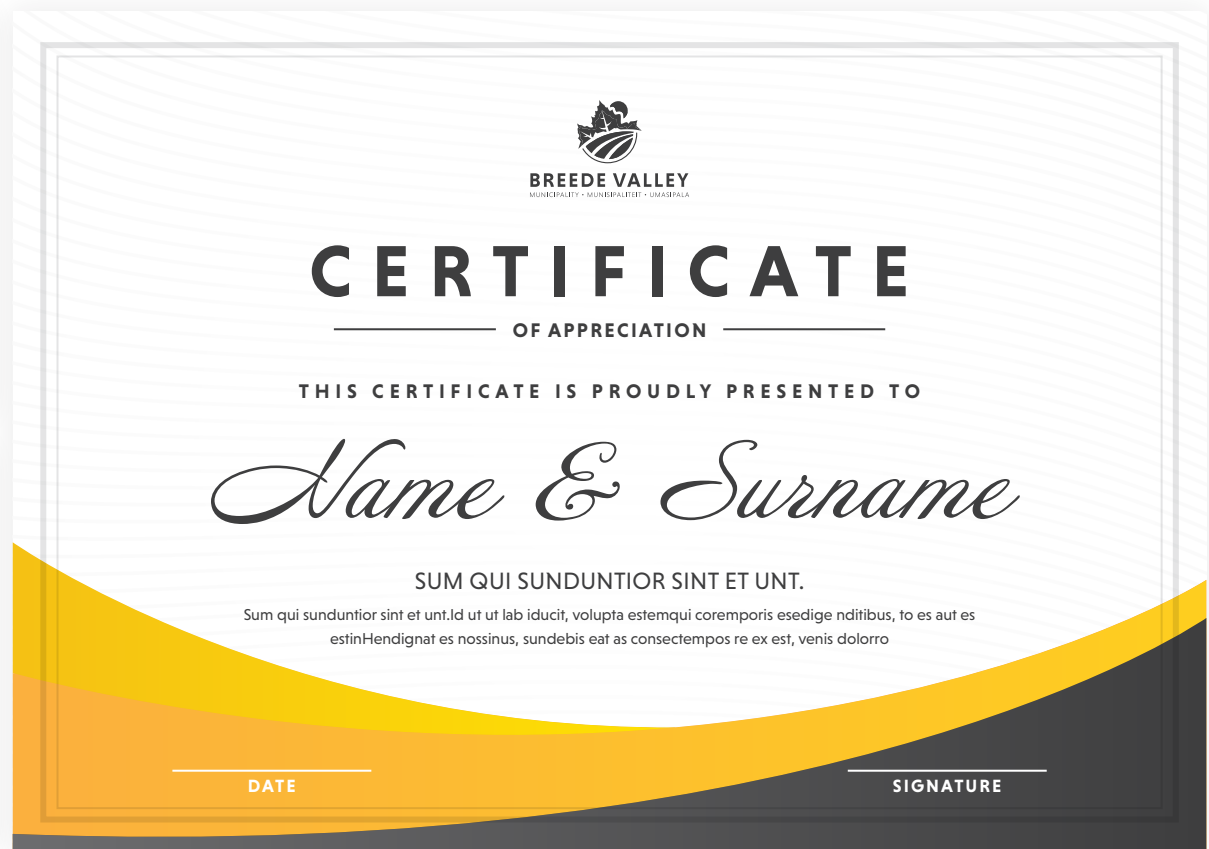 BREEDE VALLEY
MUNICIPALITY • MUNISIPALITEIT • UMASIPALA
CERTIFICATE
OF APPRECIATION
THIS CERTIFICATE IS PROUDLY PRESENTED TO
Name & Surname
SUM QUI SUNDUNTIOR SINT ET UNT.
Sum qui sunduntior sint et unt.Id ut ut lab iducit, volupta estemqui coremporis esedige nditibus, to es aut es
estinHendignat es nossinus, sundebis eat as consectempos re ex est, venis dolorro
DATE
SIGNATURE